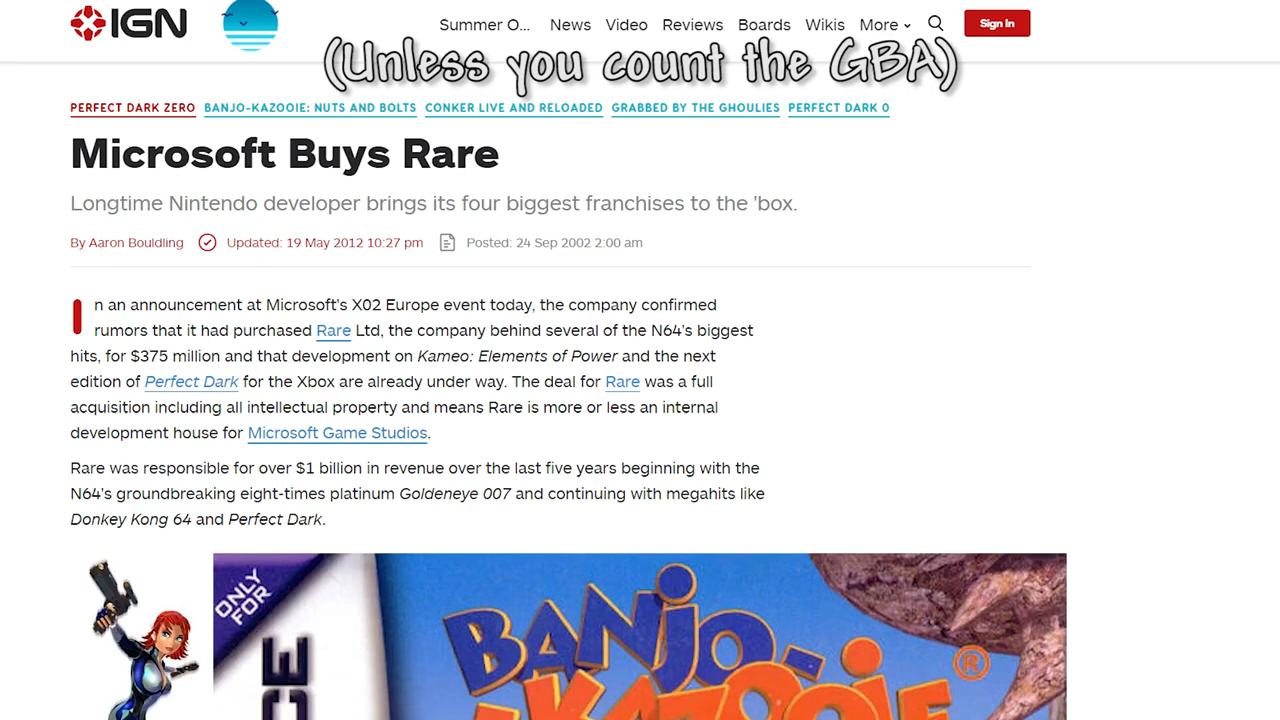 IGN
Summer O... News Video Reviews Boards Wikis More Sign In
(Unless you count the GBA)
PERFECT DARK ZERO BANJO-KAZOOIE: NUTS AND BOLTS CONKER LIVE AND RELOADED GRABBED BY THE GHOULIES PERFECT DARK 0
Microsoft Buys Rare
Longtime Nintendo developer brings its four biggest franchises to the 'box.
By Aaron Bouldling Updated: 19 May 2012 10:27 pm Posted: 24 Sep 2002 2:00 am
In an announcement at Microsoft's X02 Europe event today, the company confirmed
rumors that it had purchased Rare Ltd, the company behind several of the N64's biggest
hits, for $375 million and that development on Kameo: Elements of Power and the next
edition of Perfect Dark for the Xbox are already under way. The deal for Rare was a full
acquisition including all intellectual property and means Rare is more or less an internal
development house for Microsoft Game Studios.
Rare was responsible for over $1 billion in revenue over the last five years beginning with the
N64's groundbreaking eight-times platinum Goldeneye 007 and continuing with megahits like
Donkey Kong 64 and Perfect Dark.
ONLY
FOR
BANJO-
KAZOOIE
®